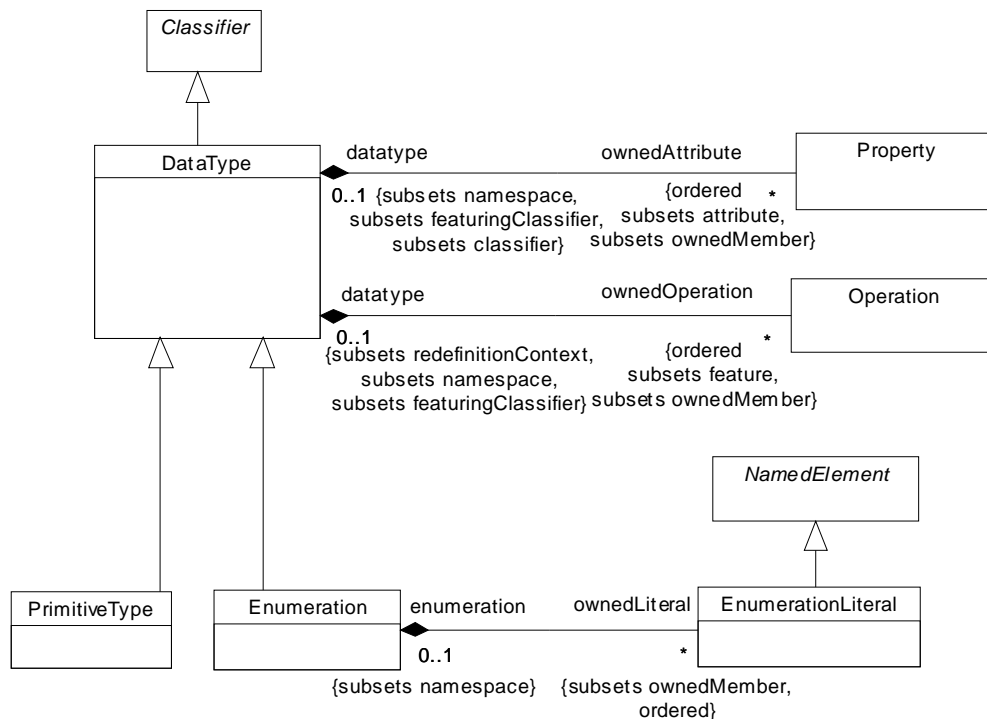 Classifier
DataType
datatype
ownedAttribute
Property
0..1 {subsets namespace,
subsets featuringClassifier,
subsets classifier}
{ordered *
subsets attribute,
subsets ownedMember}
datatype
ownedOperation
Operation
0..1
{subsets redefinitionContext,
subsets namespace,
subsets featuringClassifier}
*
{ordered
subsets feature,
subsets ownedMember}
NamedElement
PrimitiveType
Enumeration
enumeration
ownedLiteral
EnumerationLiteral
0..1
*
{subsets namespace}
{subsets ownedMember,
ordered}